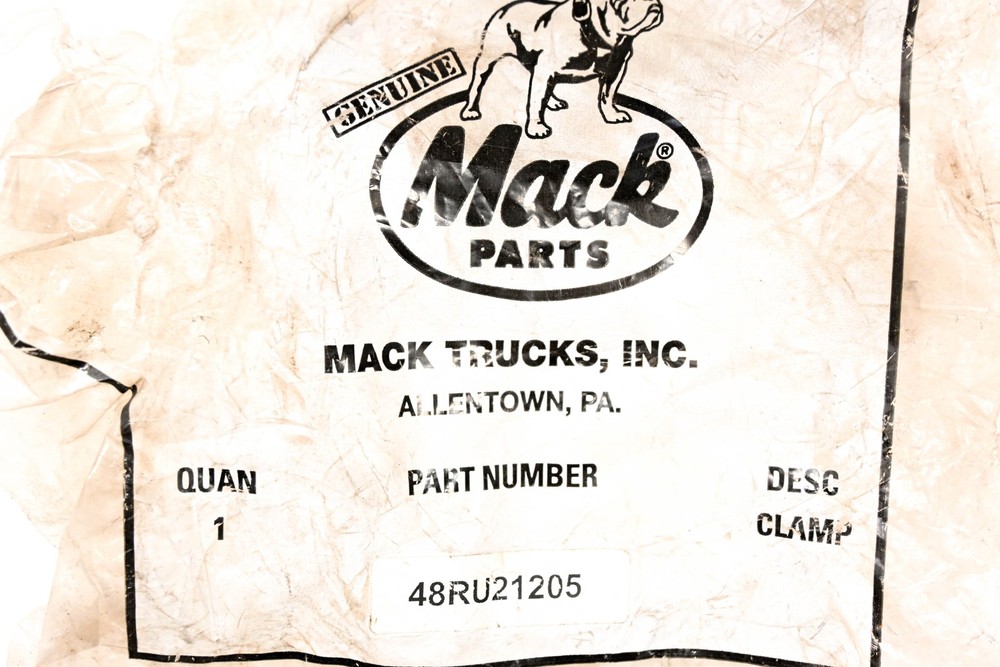 GENUINE
Mack®
PARTS
MACK TRUCKS, INC.
ALLENTOWN, PA.
QUAN PART NUMBER DESC
1 CLAMP
48RU21205